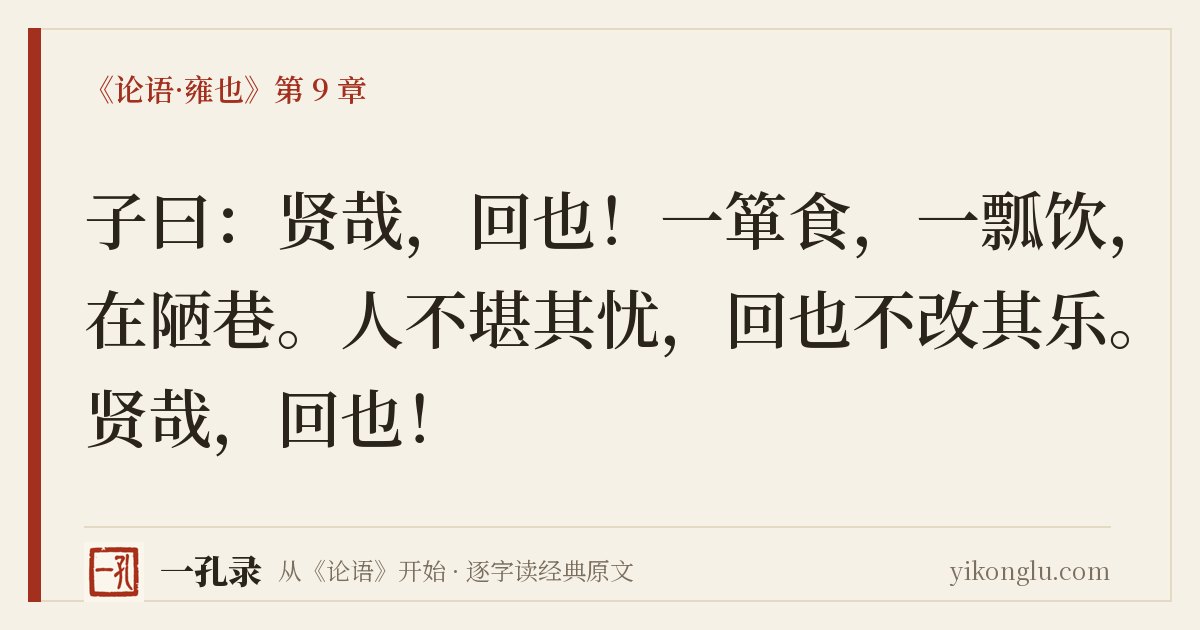 《论语·雍也》第 9 章
子曰：贤哉，回也！一箪食，一瓢饮，
在陋巷。人不堪其忧，回也不改其乐。
贤哉，回也！
一孔
一孔录 从《论语》开始 · 逐字读经典原文 yikonglu.com